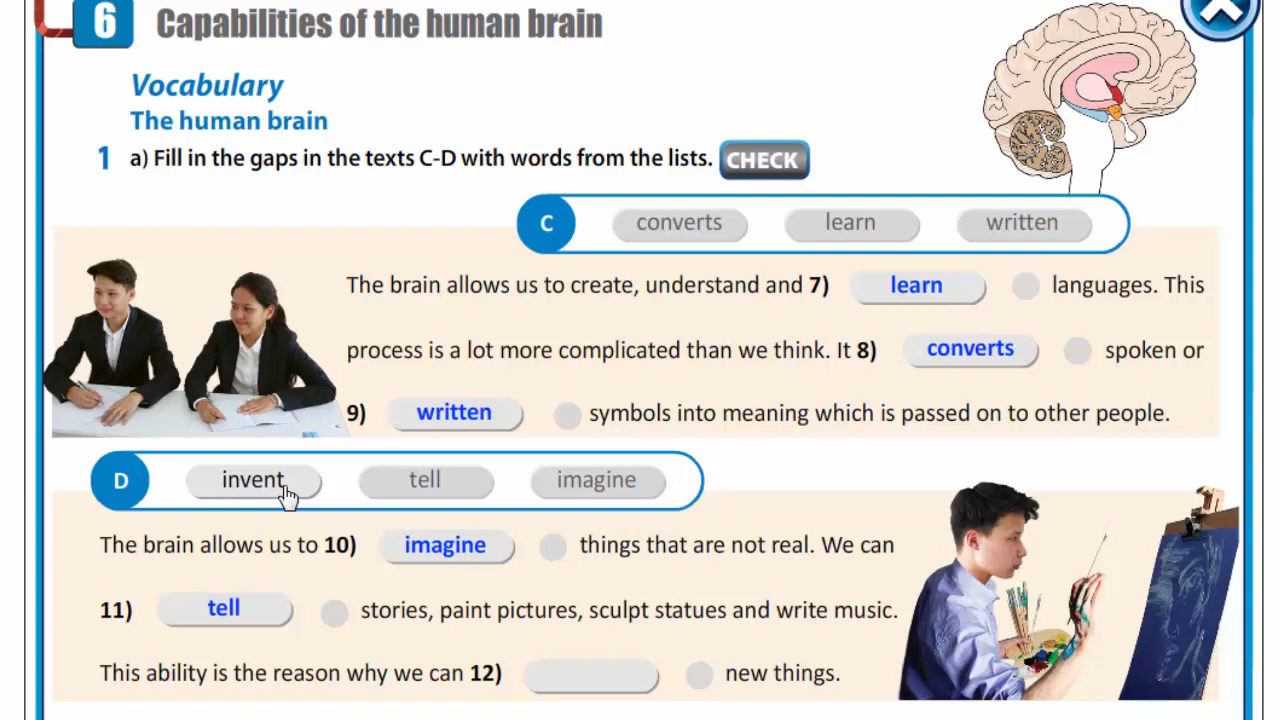 6 Capabilities of the human brain
Vocabulary
The human brain
1 a) Fill in the gaps in the texts C-D with words from the lists. CHECK
C converts learn written
The brain allows us to create, understand and 7) learn languages. This
process is a lot more complicated than we think. It 8) converts spoken or
9) written symbols into meaning which is passed on to other people.
D invent tell imagine
The brain allows us to 10) imagine things that are not real. We can
11) tell stories, paint pictures, sculpt statues and write music.
This ability is the reason why we can 12) new things.